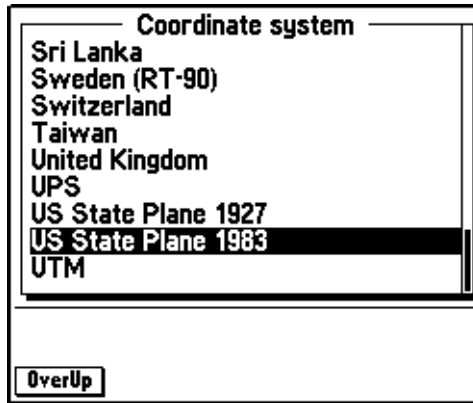 Coordinate system
Sri Lanka
Sweden (RT-90)
Switzerland
Taiwan
United Kingdom
UPS
US State Plane 1927
US State Plane 1983
UTM
OverUp